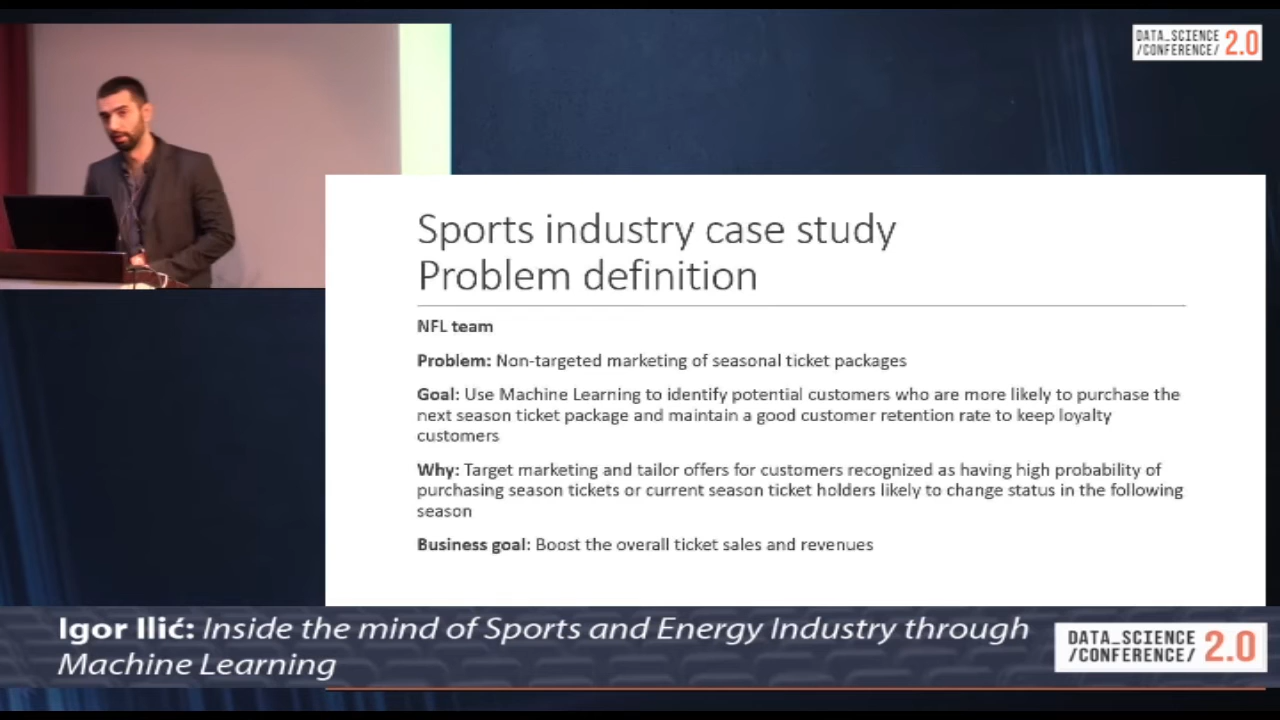 DATA_SCIENCE
/CONFERENCE/ 2.0
Sports industry case study
Problem definition
NFL team
Problem: Non-targeted marketing of seasonal ticket packages
Goal: Use Machine Learning to identify potential customers who are more likely to purchase the
next season ticket package and maintain a good customer retention rate to keep loyalty
customers
Why: Target marketing and tailor offers for customers recognized as having high probability of
purchasing season tickets or current season ticket holders likely to change status in the following
season
Business goal: Boost the overall ticket sales and revenues
Igor Ilić: Inside the mind of Sports and Energy Industry through
Machine Learning
DATA_SCIENCE
/CONFERENCE/ 2.0